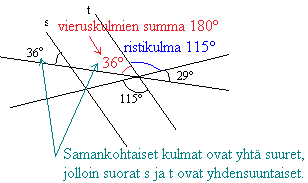 t
s
vieruskulmien summa 180°
ristikulma 115°
36°
36°
29°
115°
Samankohtaiset kulmat ovat yhtä suuret,
jolloin suorat s ja t ovat yhdensuuntaiset.